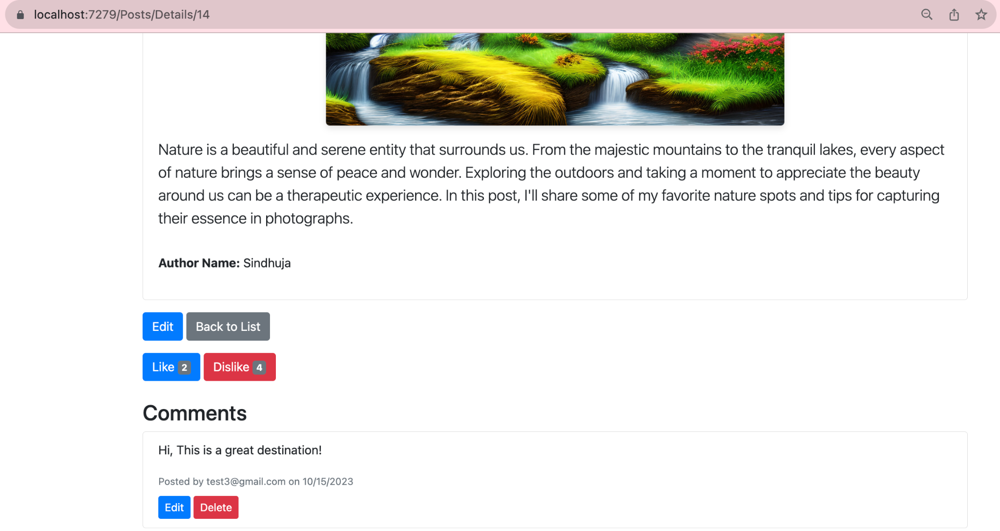 localhost:7279/Posts/Details/14
Nature is a beautiful and serene entity that surrounds us. From the majestic mountains to the tranquil lakes, every aspect
of nature brings a sense of peace and wonder. Exploring the outdoors and taking a moment to appreciate the beauty
around us can be a therapeutic experience. In this post, I'll share some of my favorite nature spots and tips for capturing
their essence in photographs.
Author Name: Sindhuja
Edit Back to List
Like 2 Dislike 4
Comments
Hi, This is a great destination!
Posted by test3@gmail.com on 10/15/2023
Edit Delete